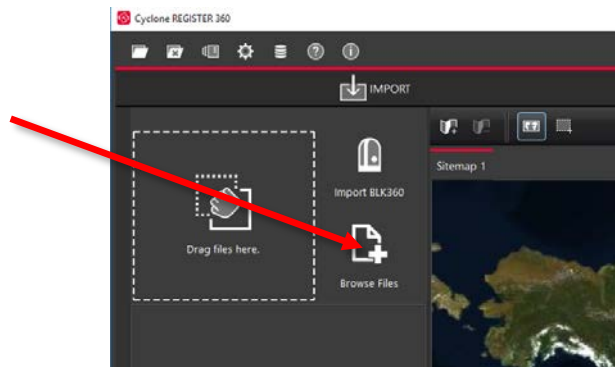 Cyclone REGISTER 360
IMPORT
Sitemap 1
Import BLK360
Drag files here.
Browse Files